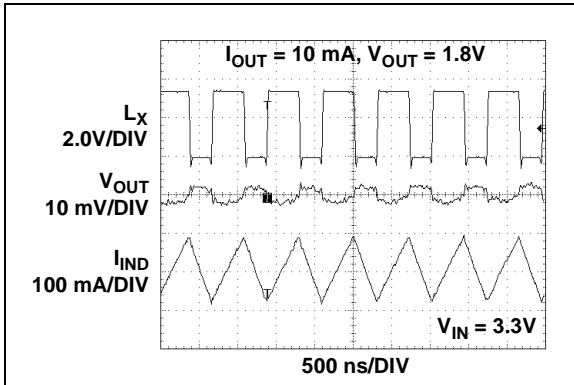 I_OUT = 10 mA, V_OUT = 1.8V
L_X
2.0V/DIV
V_OUT
10 mV/DIV
I_IND
100 mA/DIV
V_IN = 3.3V
500 ns/DIV